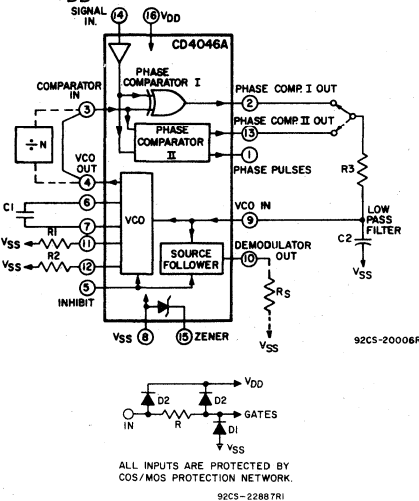 DD
SIGNAL
IN.
14
16
VDD
CD4046A
COMPARATOR
IN
3
PHASE
COMPARATOR I
PHASE COMP. I OUT
2
PHASE
COMPARATOR
II
PHASE COMP. II OUT
13
1
PHASE PULSES
÷N
VCO
OUT
4
R3
6
C1
7
VCO
VCO IN
9
LOW
PASS
FILTER
C2
VSS
VSS
R1
11
VSS
R2
12
SOURCE
FOLLOWER
DEMODULATOR
OUT
10
RS
VSS
5
INHIBIT
VSS
8
15
ZENER
92CS-20006R
VDD
D2
D2
IN
R
GATES
D1
VSS
ALL INPUTS ARE PROTECTED BY
COS/MOS PROTECTION NETWORK.
92CS-22887RI